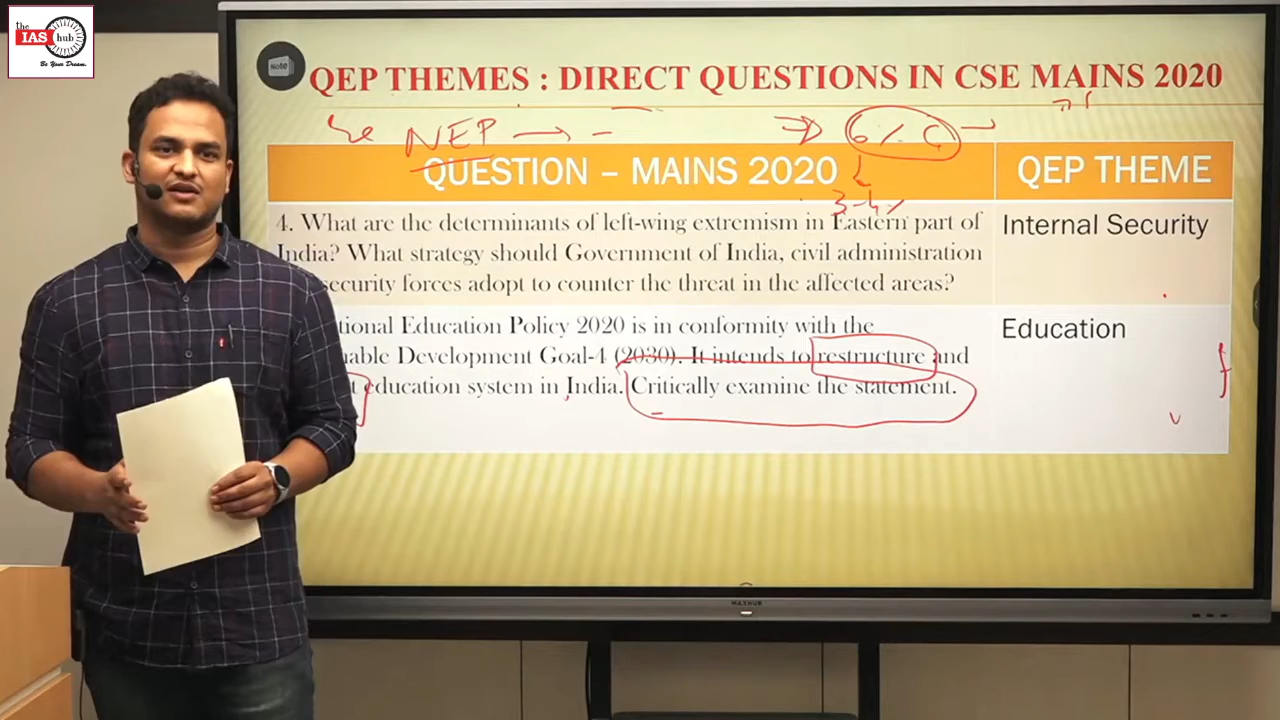 the
IAS hub
Be Your Dream.
Note
QEP THEMES : DIRECT QUESTIONS IN CSE MAINS 2020
NEP
6%
QUESTION – MAINS 2020
QEP THEME
3-4%
4. What are the determinants of left-wing extremism in Eastern part of
India? What strategy should Government of India, civil administration
security forces adopt to counter the threat in the affected areas?
Internal Security
tional Education Policy 2020 is in conformity with the
nable Development Goal-4 (2030). It intends to restructure and
t education system in India. Critically examine the statement.
Education
MAXHUB